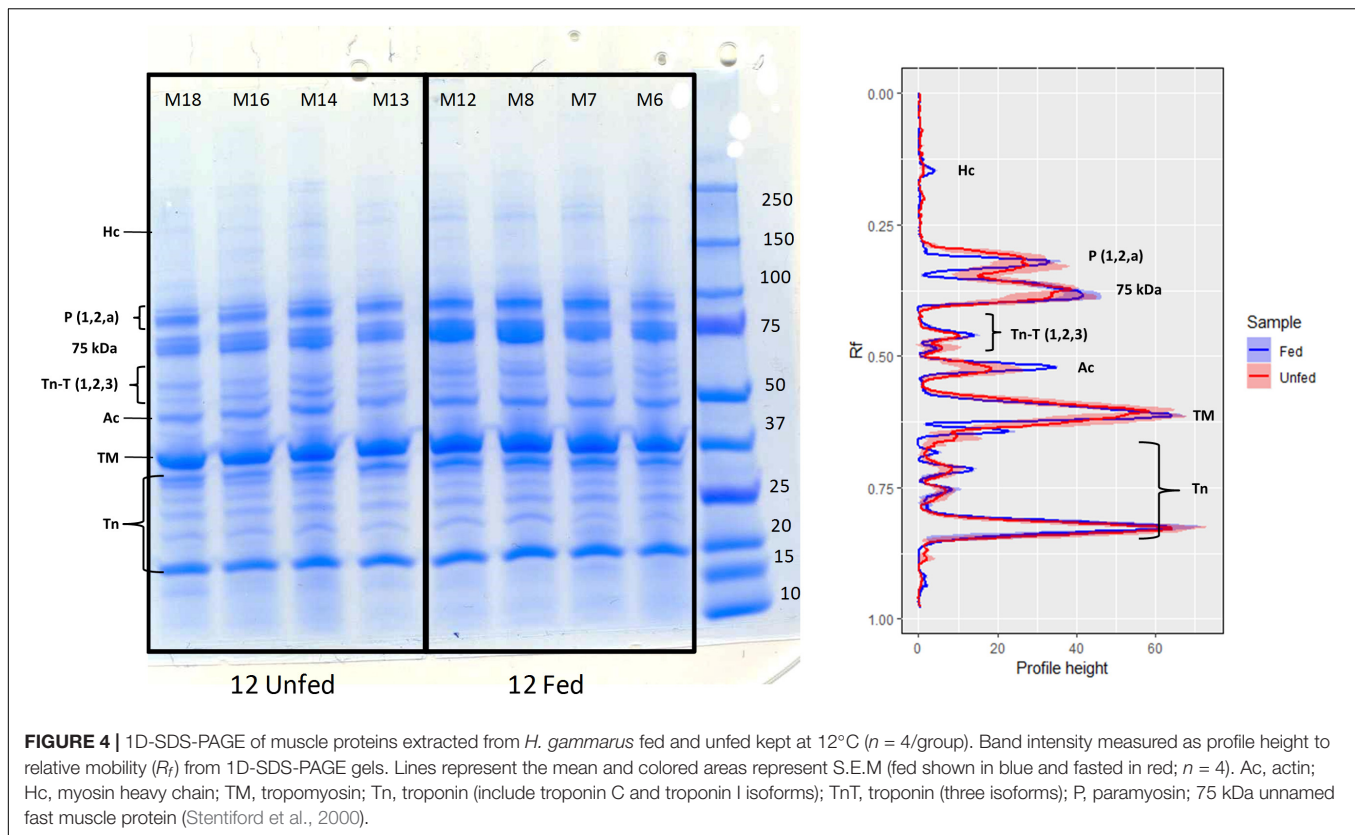 M18 M16 M14 M13 M12 M8 M7 M6
250
150
100
75
50
37
25
20
15
10
Hc
P (1,2,a)
75 kDa
Tn-T (1,2,3)
Ac
TM
Tn
12 Unfed
12 Fed
0.00
0.25
0.50
0.75
1.00
Rf
0 20 40 60
Profile height
Hc
P (1,2,a)
75 kDa
Tn-T (1,2,3)
Ac
TM
Tn
Sample
Fed
Unfed
FIGURE 4 | 1D-SDS-PAGE of muscle proteins extracted from H. gammarus fed and unfed kept at 12°C (n = 4/group). Band intensity measured as profile height to
relative mobility (Rf) from 1D-SDS-PAGE gels. Lines represent the mean and colored areas represent S.E.M (fed shown in blue and fasted in red; n = 4). Ac, actin;
Hc, myosin heavy chain; TM, tropomyosin; Tn, troponin (include troponin C and troponin I isoforms); TnT, troponin (three isoforms); P, paramyosin; 75 kDa unnamed
fast muscle protein (Stentiford et al., 2000).